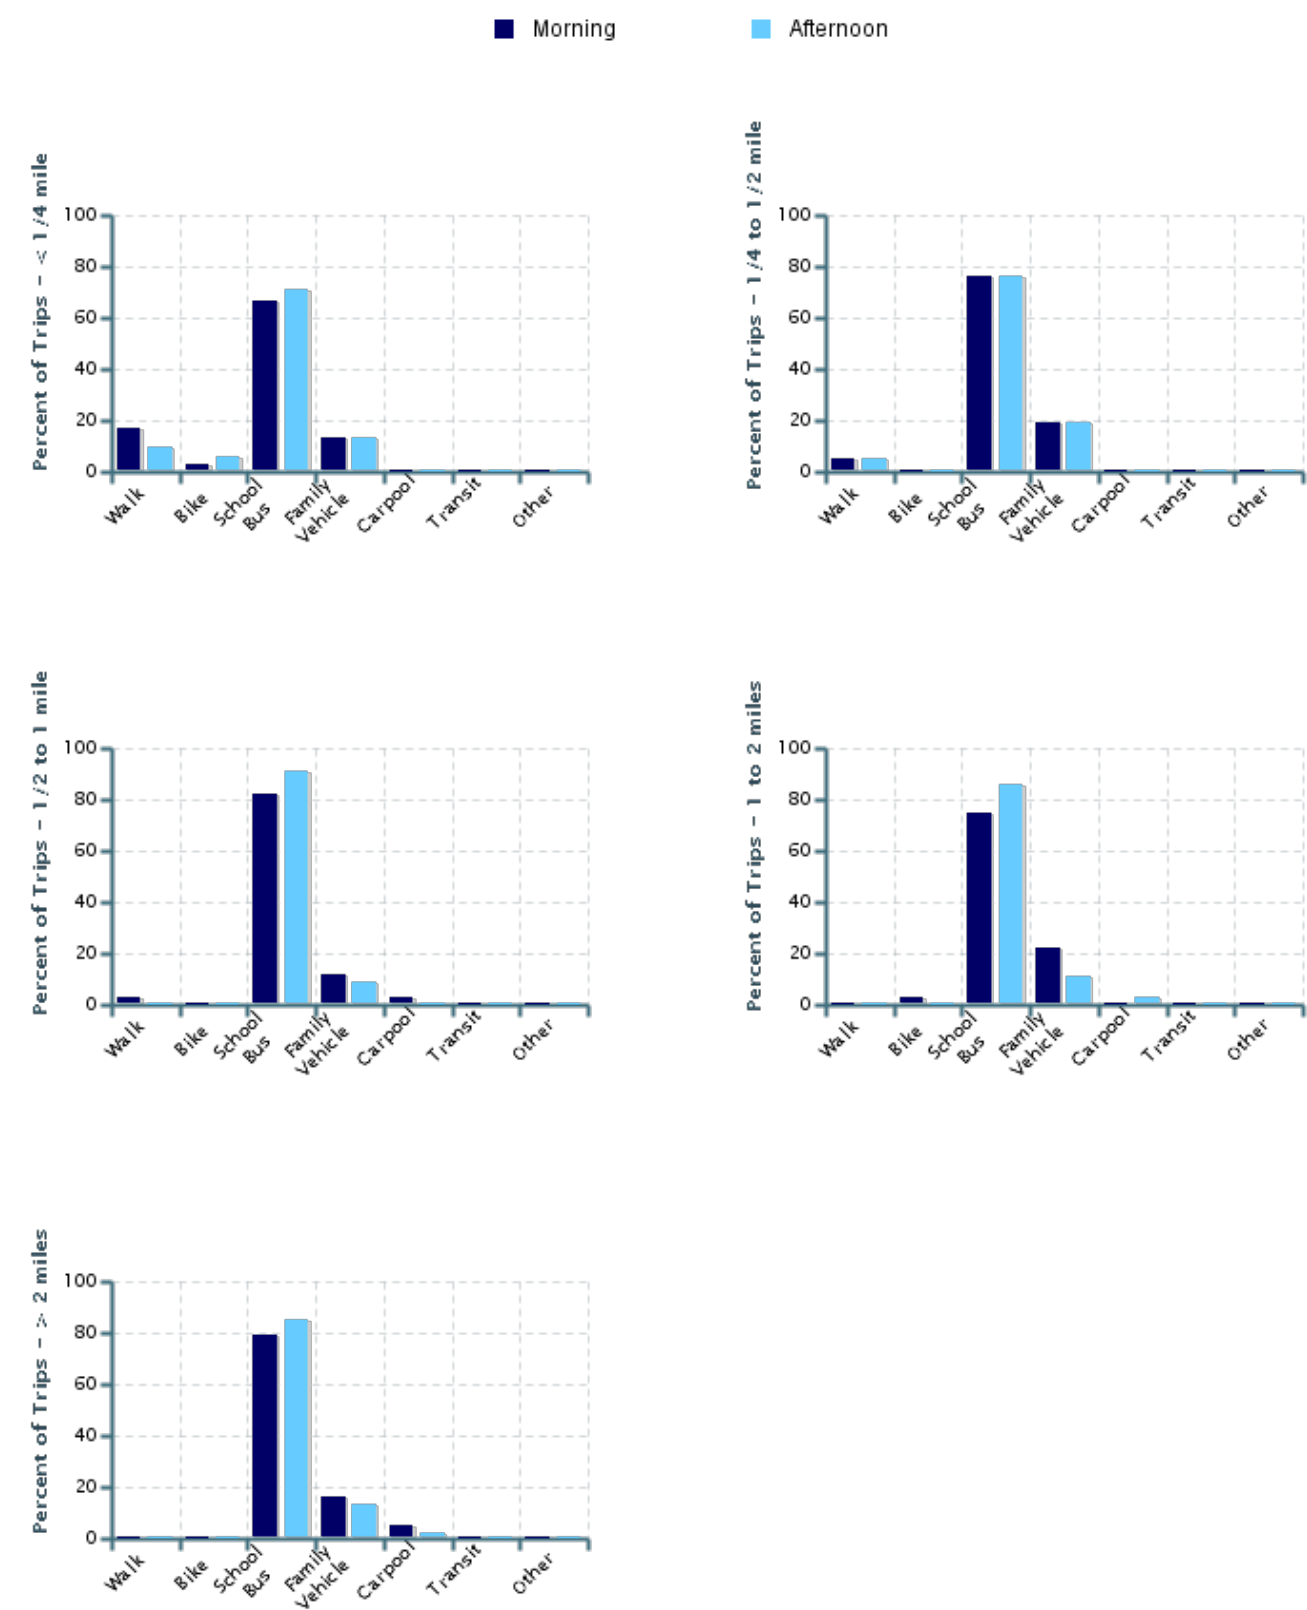 Morning Afternoon
Percent of Trips - < 1/4 mile
100
80
60
40
20
0
Walk
Bike
School
Bus
Family
Vehicle
Carpool
Transit
Other
Percent of Trips - 1/4 to 1/2 mile
100
80
60
40
20
0
Walk
Bike
School
Bus
Family
Vehicle
Carpool
Transit
Other
Percent of Trips - 1/2 to 1 mile
100
80
60
40
20
0
Walk
Bike
School
Bus
Family
Vehicle
Carpool
Transit
Other
Percent of Trips - 1 to 2 miles
100
80
60
40
20
0
Walk
Bike
School
Bus
Family
Vehicle
Carpool
Transit
Other
Percent of Trips - > 2 miles
100
80
60
40
20
0
Walk
Bike
School
Bus
Family
Vehicle
Carpool
Transit
Other